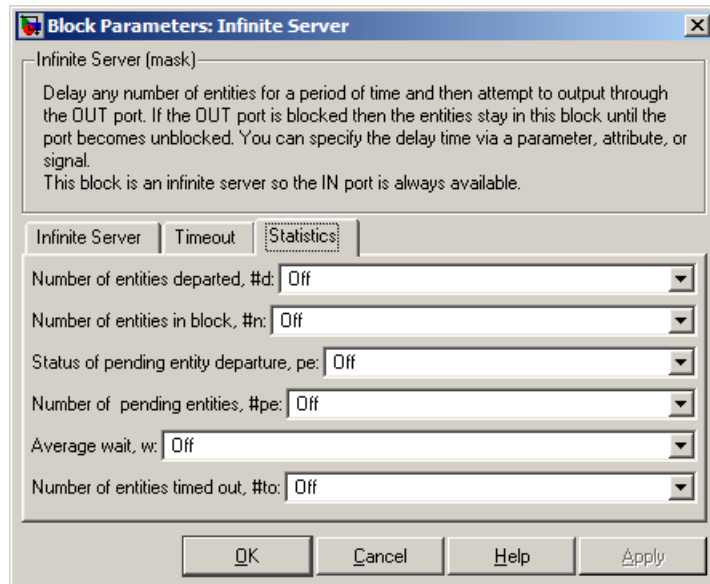 Block Parameters: Infinite Server
Infinite Server (mask)
Delay any number of entities for a period of time and then attempt to output through
the OUT port. If the OUT port is blocked then the entities stay in this block until the
port becomes unblocked. You can specify the delay time via a parameter, attribute, or
signal.
This block is an infinite server so the IN port is always available.
Infinite Server Timeout Statistics
Number of entities departed, #d: Off
Number of entities in block, #n: Off
Status of pending entity departure, pe: Off
Number of pending entities, #pe: Off
Average wait, w: Off
Number of entities timed out, #to: Off
OK Cancel Help Apply